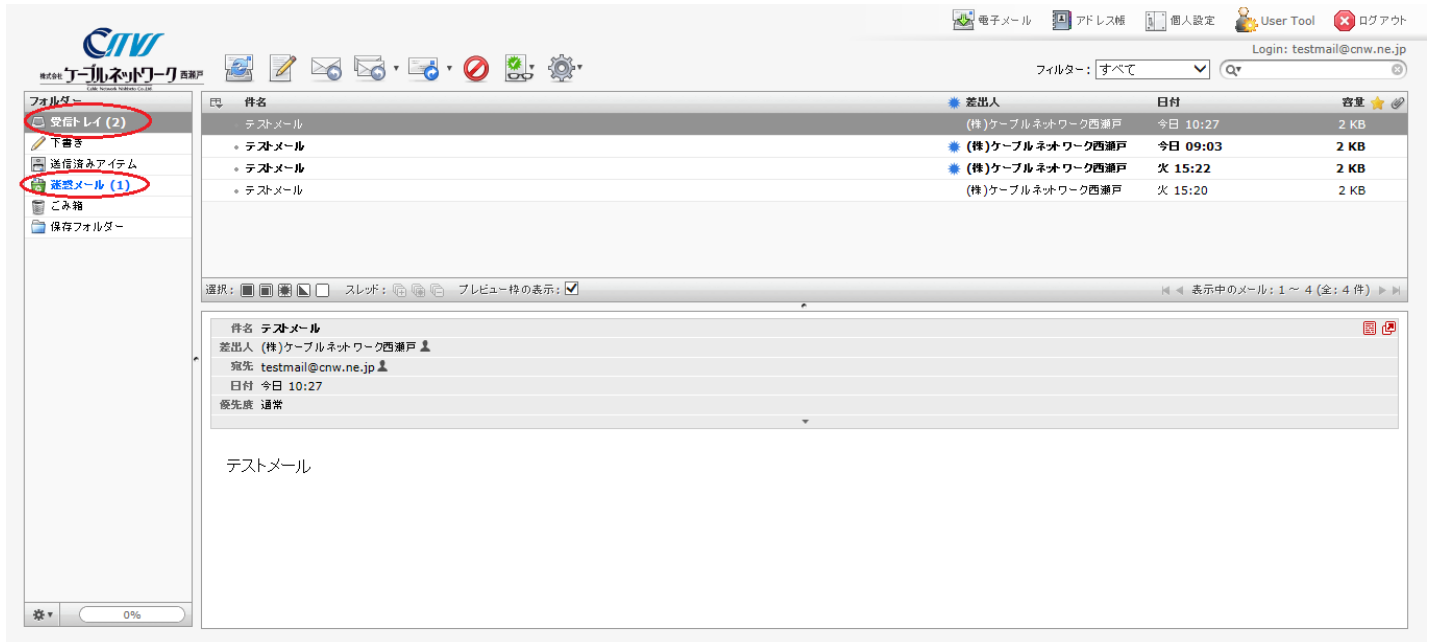 電子メール アドレス帳 個人設定 User Tool ログアウト
CNW
株式会社 ケーブルネットワーク 西瀬戸
Login: testmail@cnw.ne.jp
フィルター: すべて
フォルダー
受信トレイ (2)
下書き
送信済みアイテム
迷惑メール (1)
ごみ箱
保存フォルダー
件名 差出人 日付 容量
テストメール (株)ケーブルネットワーク西瀬戸 今日 10:27 2 KB
テストメール (株)ケーブルネットワーク西瀬戸 今日 09:03 2 KB
テストメール (株)ケーブルネットワーク西瀬戸 火 15:22 2 KB
テストメール (株)ケーブルネットワーク西瀬戸 火 15:20 2 KB
選択: スレッド: プレビュー枠の表示: 表示中のメール: 1 ~ 4 (全: 4 件)
件名 テストメール
差出人 (株)ケーブルネットワーク西瀬戸
宛先 testmail@cnw.ne.jp
日付 今日 10:27
優先度 通常
テストメール
0%